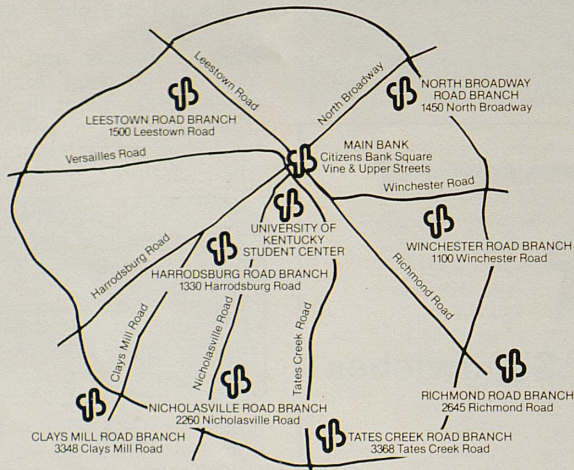 Leestown Road
North Broadway
LEESTOWN ROAD BRANCH
1500 Leestown Road
NORTH BROADWAY
ROAD BRANCH
1450 North Broadway
Versailles Road
MAIN BANK
Citizens Bank Square
Vine & Upper Streets
Winchester Road
UNIVERSITY OF
KENTUCKY
STUDENT CENTER
WINCHESTER ROAD BRANCH
1100 Winchester Road
Harrodsburg Road
HARRODSBURG ROAD BRANCH
1330 Harrodsburg Road
Richmond Road
Clays Mill Road
Nicholasville Road
Tates Creek Road
RICHMOND ROAD BRANCH
2645 Richmond Road
NICHOLASVILLE ROAD BRANCH
2260 Nicholasville Road
CLAYS MILL ROAD BRANCH
3348 Clays Mill Road
TATES CREEK ROAD BRANCH
3368 Tates Creek Road